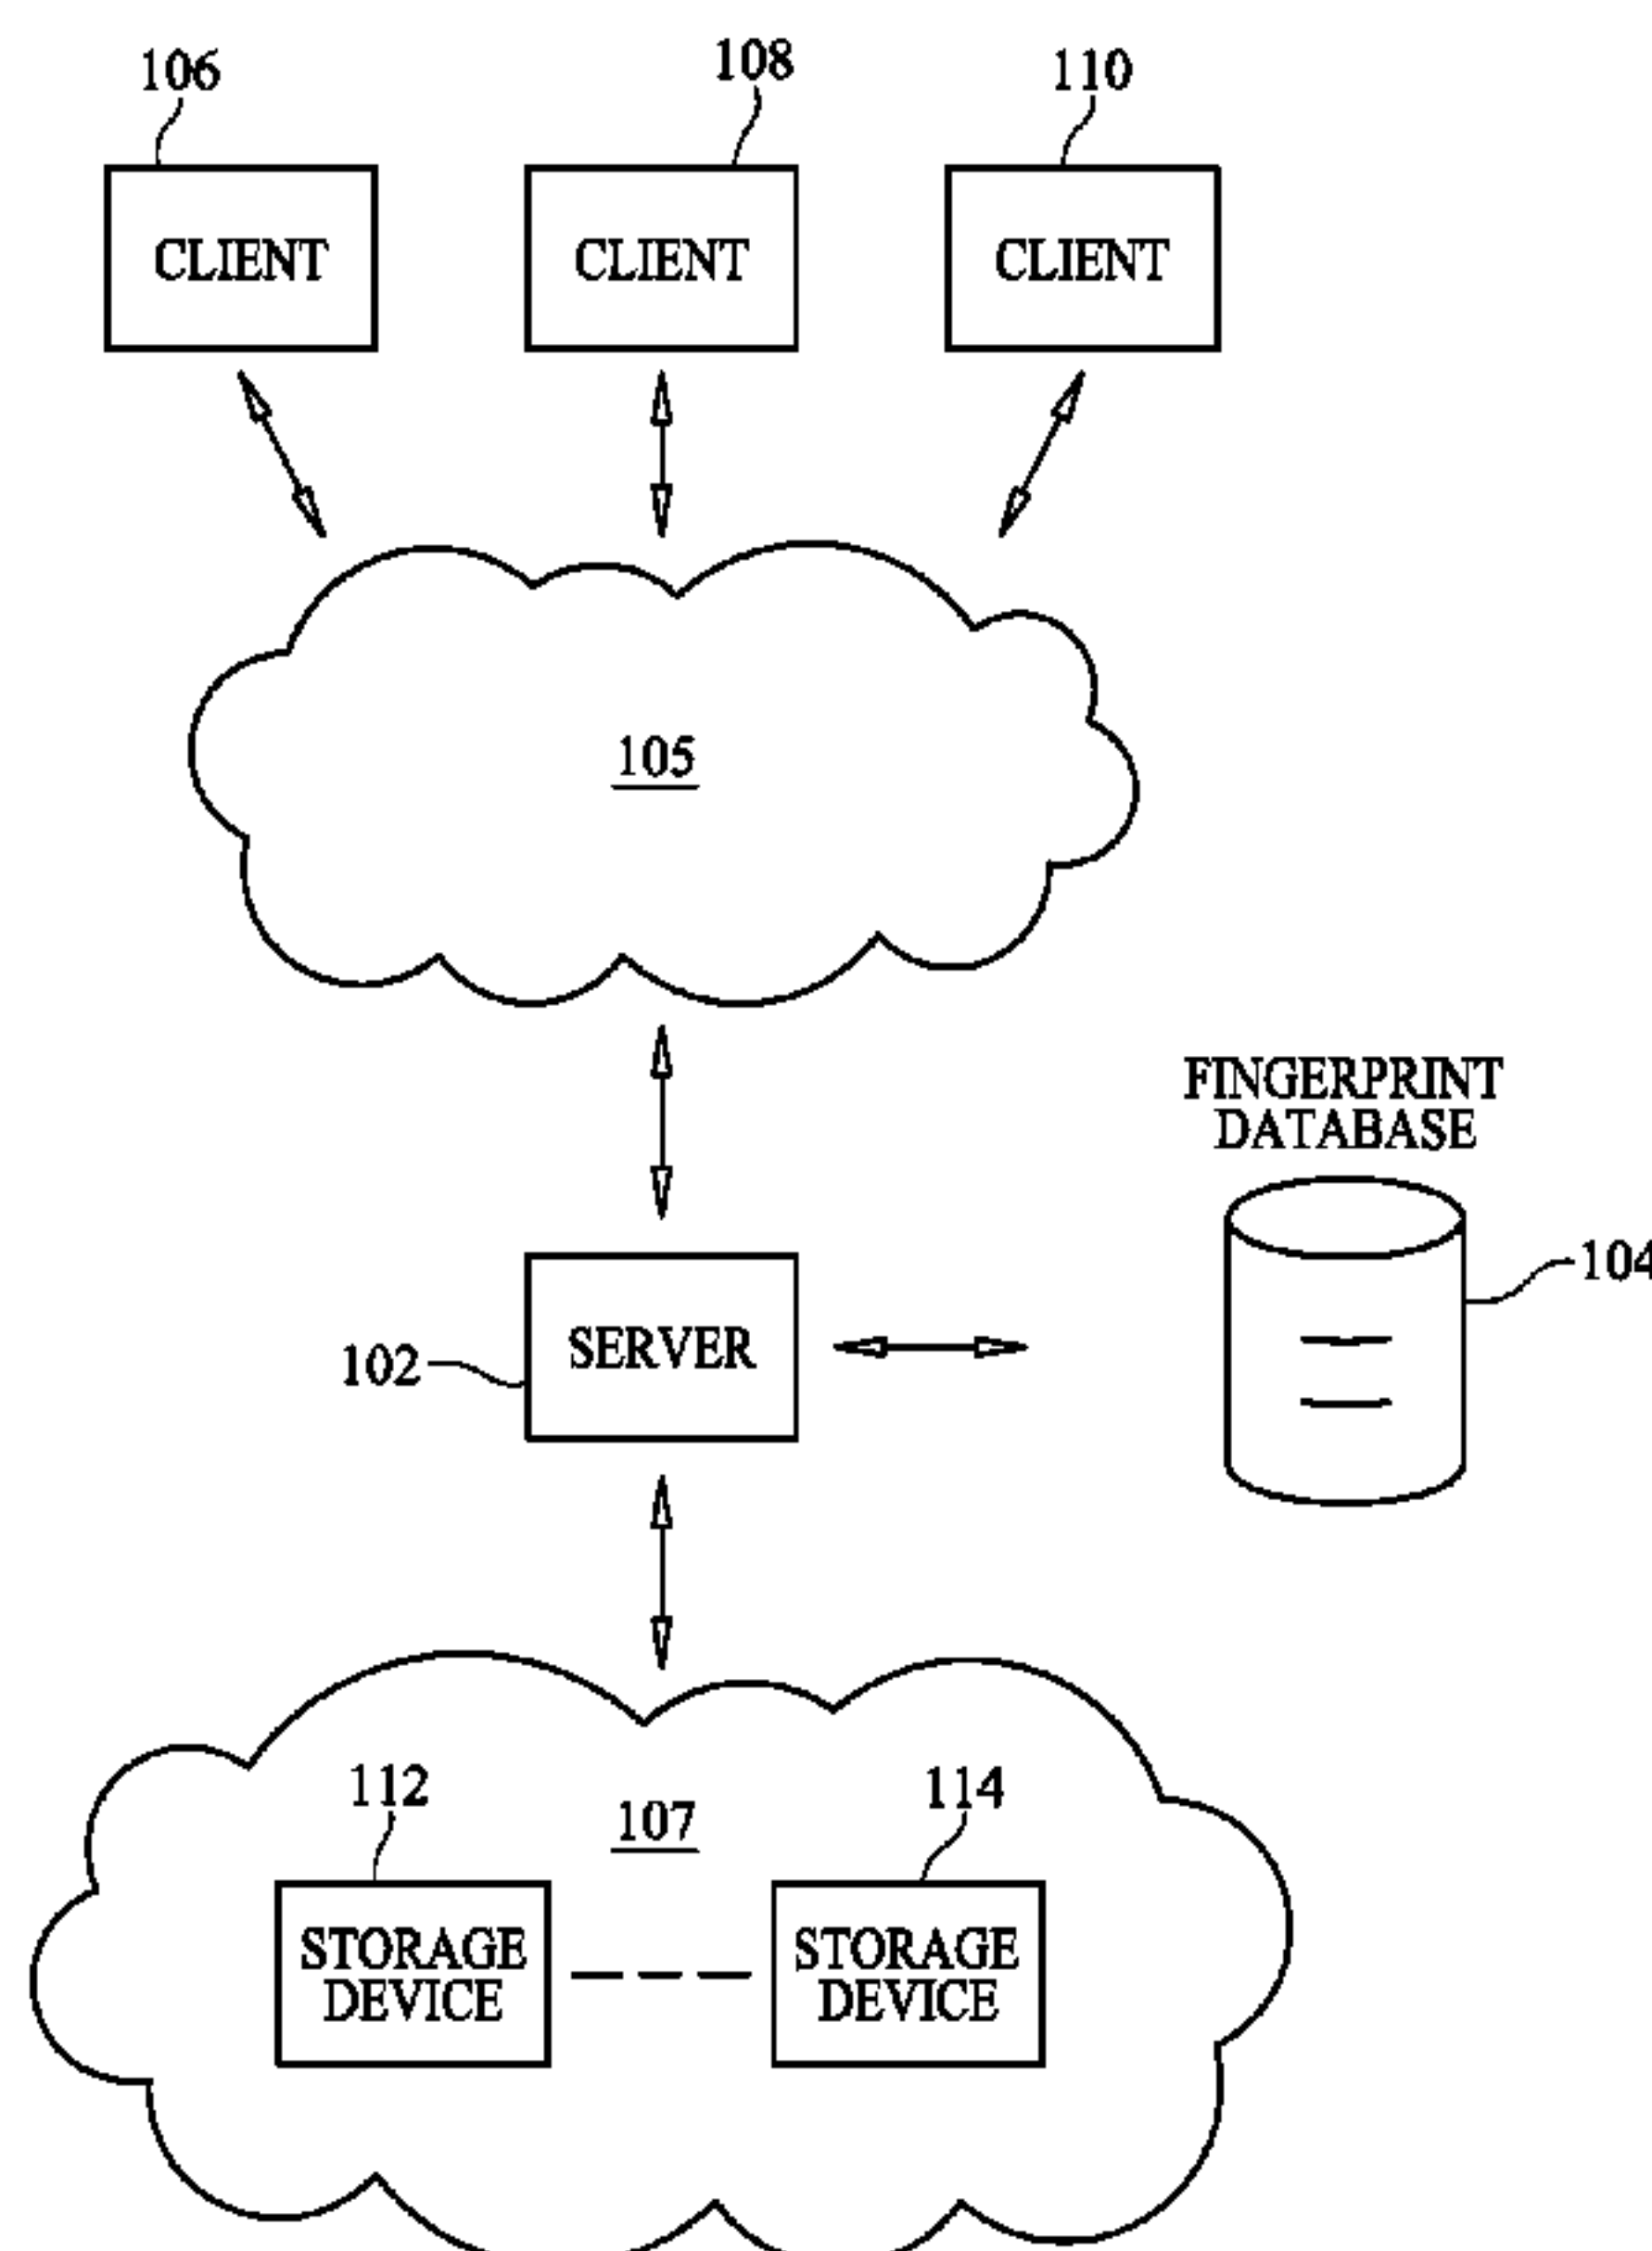 106
108
110
CLIENT
CLIENT
CLIENT
105
FINGERPRINT
DATABASE
104
102
SERVER
112
107
114
STORAGE
DEVICE
STORAGE
DEVICE